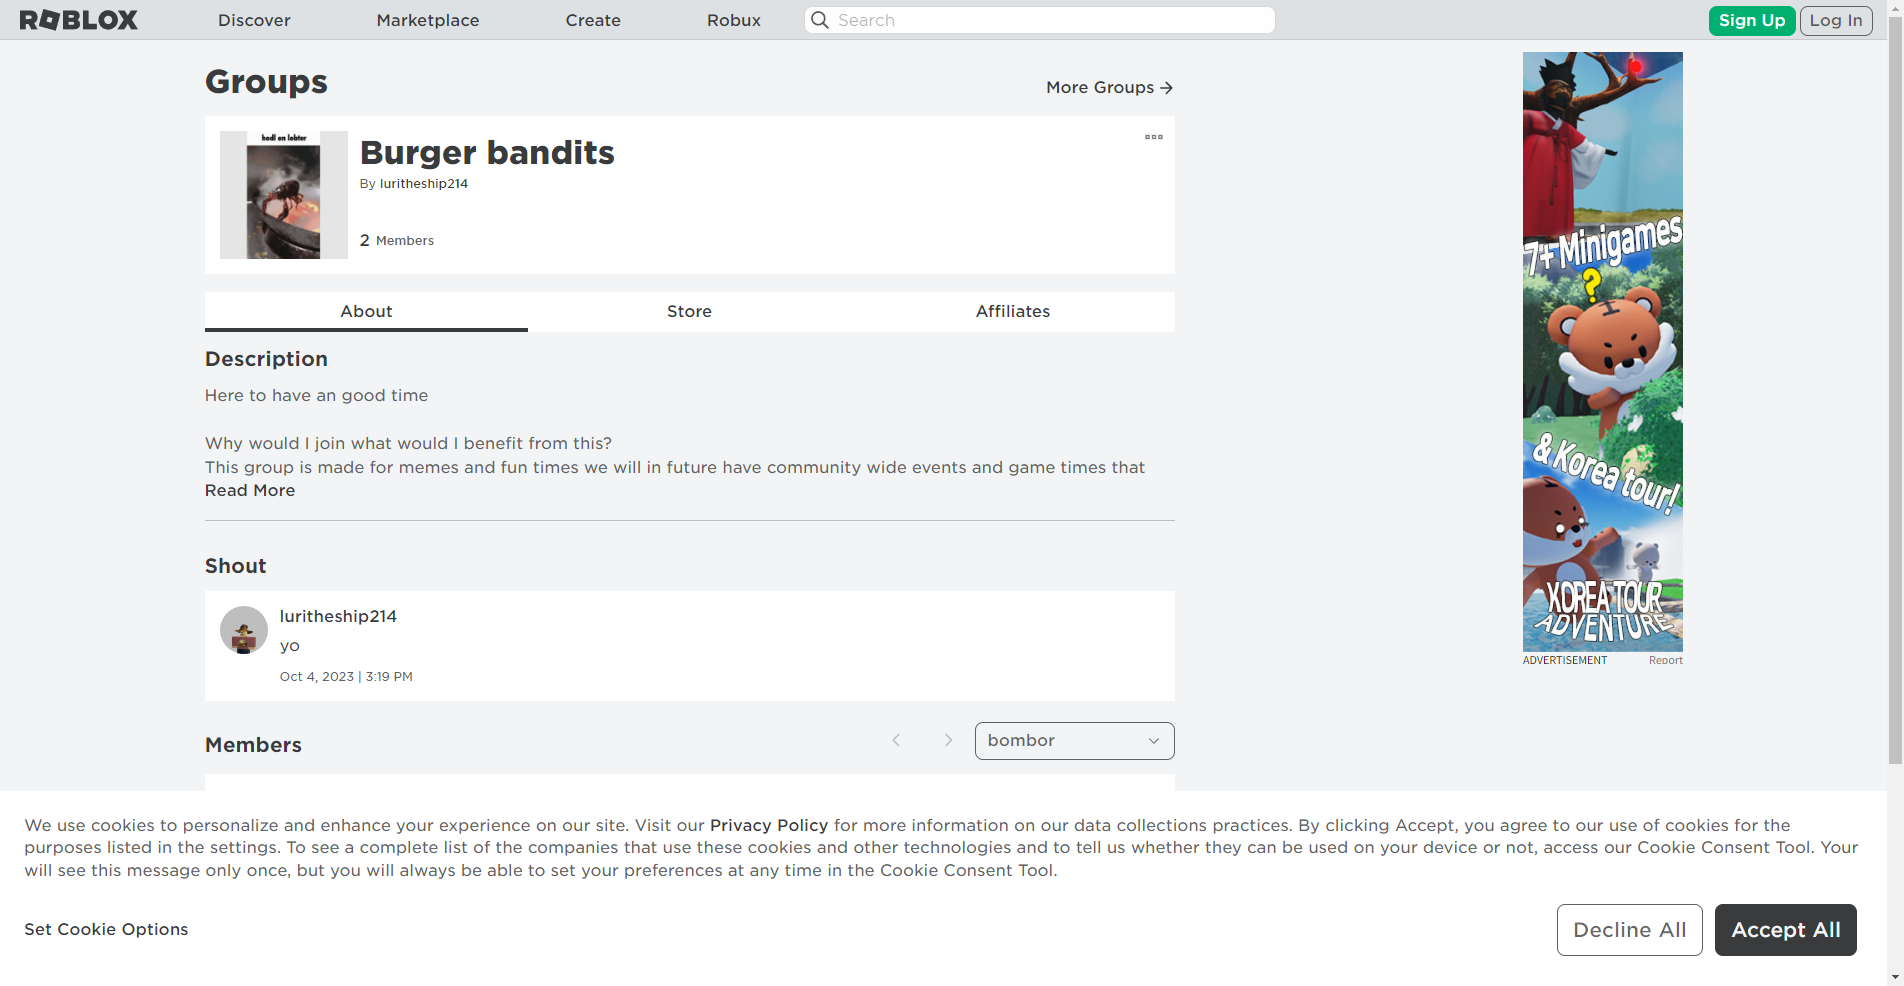 ROBLOX
Discover
Marketplace
Create
Robux
Search
Sign Up
Log In
Groups
More Groups
hodl on lobter
Burger bandits
By luritheship214
2 Members
About
Store
Affiliates
Description
Here to have an good time
Why would I join what would I benefit from this?
This group is made for memes and fun times we will in future have community wide events and game times that
Read More
Shout
luritheship214
yo
Oct 4, 2023 | 3:19 PM
Members
bombor
7+ Minigames
?
& Korea tour!
KOREA TOUR
ADVENTURE
ADVERTISEMENT
Report
We use cookies to personalize and enhance your experience on our site. Visit our Privacy Policy for more information on our data collections practices. By clicking Accept, you agree to our use of cookies for the
purposes listed in the settings. To see a complete list of the companies that use these cookies and other technologies and to tell us whether they can be used on your device or not, access our Cookie Consent Tool. Your
will see this message only once, but you will always be able to set your preferences at any time in the Cookie Consent Tool.
Set Cookie Options
Decline All
Accept All